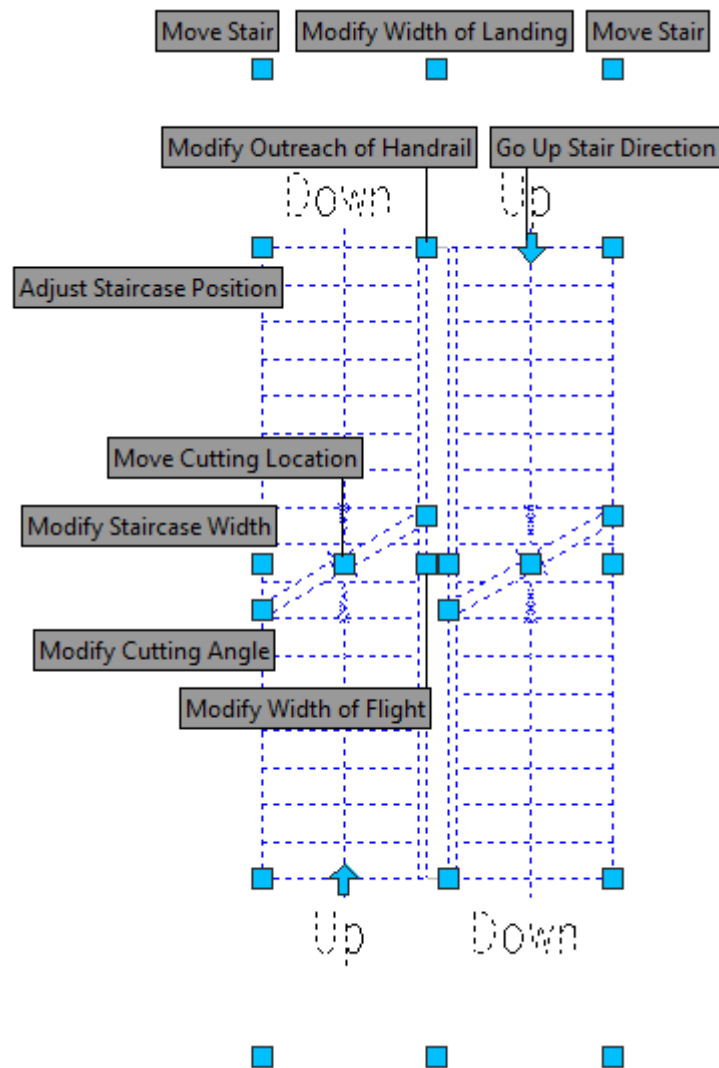 Move Stair
Modify Width of Landing
Move Stair
Modify Outreach of Handrail
Go Up Stair Direction
Down
Up
Adjust Staircase Position
Move Cutting Location
Modify Staircase Width
Modify Cutting Angle
Modify Width of Flight
Up
Down